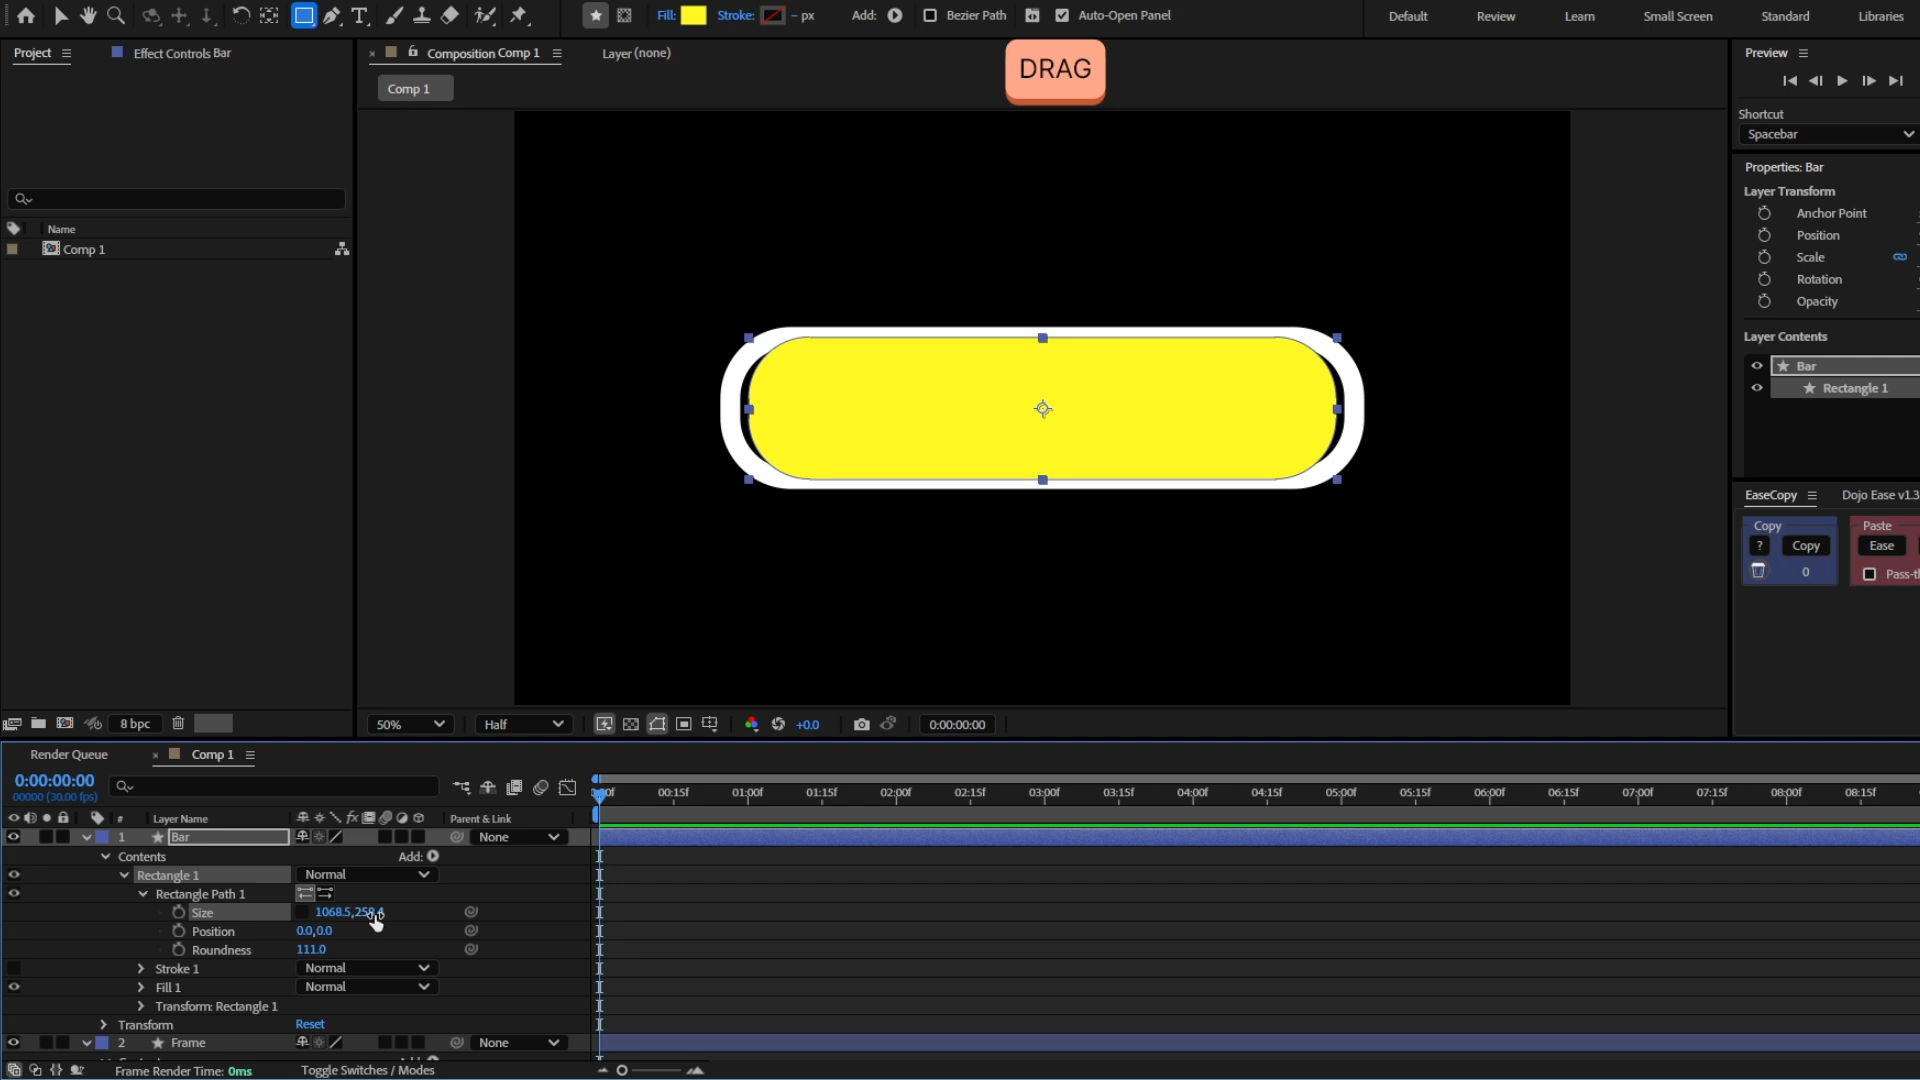 Fill: Stroke: – px Add: Bezier Path Auto-Open Panel Default Review Learn Small Screen Standard Libraries
Project Effect Controls Bar Composition Comp 1 Layer (none) Preview
DRAG
Comp 1
Shortcut
Spacebar
Properties: Bar
Layer Transform
Anchor Point
Position
Scale
Rotation
Opacity
Name
Comp 1
Layer Contents
Bar
Rectangle 1
EaseCopy Dojo Ease v1.3
Copy Paste
? Copy Ease
0
8 bpc 50% Half +0.0 0:00:00:00
Render Queue Comp 1
0:00:00:00
00000 (30.00 fps)
00:15f 01:00f 01:15f 02:00f 02:15f 03:00f 03:15f 04:00f 04:15f 05:00f 05:15f 06:00f 06:15f 07:00f 07:15f 08:00f 08:15f
# Layer Name fx Parent & Link
1 Bar None
Contents Add:
Rectangle 1 Normal
Rectangle Path 1
Size 1068.5,
Position 0.0,0.0
Roundness 111.0
Stroke 1 Normal
Fill 1 Normal
Transform: Rectangle 1
Transform Reset
2 Frame None
Frame Render Time: 0ms Toggle Switches / Modes